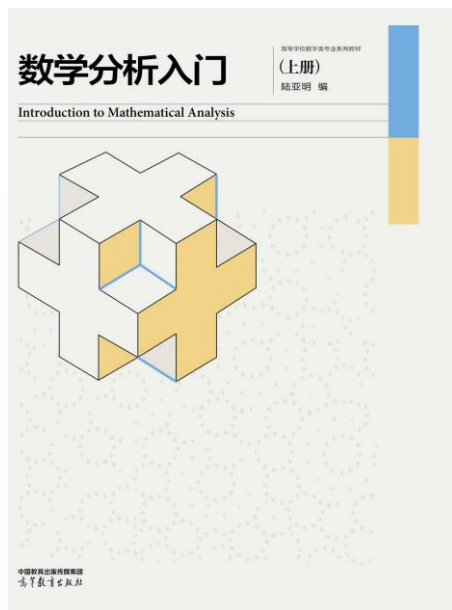 高等学校数学类专业系列教材
数学分析入门
(上册)
陆亚明 编
Introduction to Mathematical Analysis
中国教育出版传媒集团
高等教育出版社